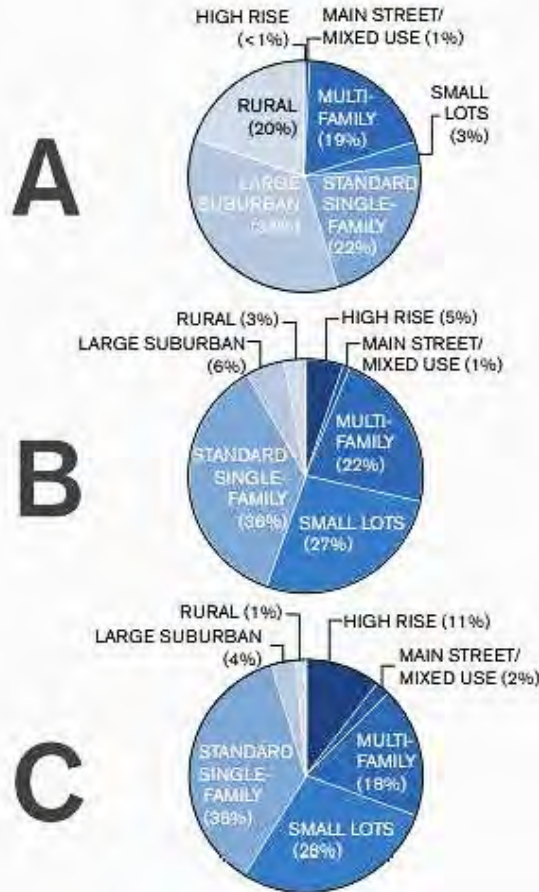 HIGH RISE
(<1%)
MAIN STREET/
MIXED USE (1%)
RURAL
(20%)
MULTI-
FAMILY
(19%)
SMALL
LOTS
(3%)
A
LARGE
SUBURBAN
STANDARD
SINGLE-
FAMILY
(22%)
RURAL (3%)
HIGH RISE (5%)
LARGE SUBURBAN
(6%)
MAIN STREET/
MIXED USE (1%)
B
MULTI-
FAMILY
(22%)
STANDARD
SINGLE-
FAMILY
(36%)
SMALL LOTS
(27%)
RURAL (1%)
HIGH RISE (11%)
LARGE SUBURBAN
(4%)
MAIN STREET/
MIXED USE (2%)
C
MULTI-
FAMILY
(18%)
STANDARD
SINGLE-
FAMILY
SMALL LOTS
(28%)